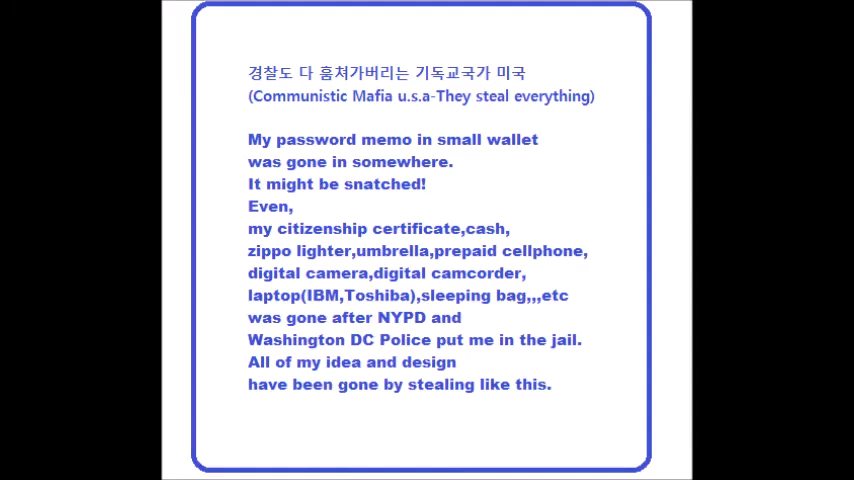 경찰도 다 훔쳐가버리는 기독교국가 미국
(Communistic Mafia u.s.a-They steal everything)
My password memo in small wallet
was gone in somewhere.
It might be snatched!
Even,
my citizenship certificate,cash,
zippo lighter,umbrella,prepaid cellphone,
digital camera,digital camcorder,
laptop(IBM,Toshiba),sleeping bag,,,etc
was gone after NYPD and
Washington DC Police put me in the jail.
All of my idea and design
have been gone by stealing like this.